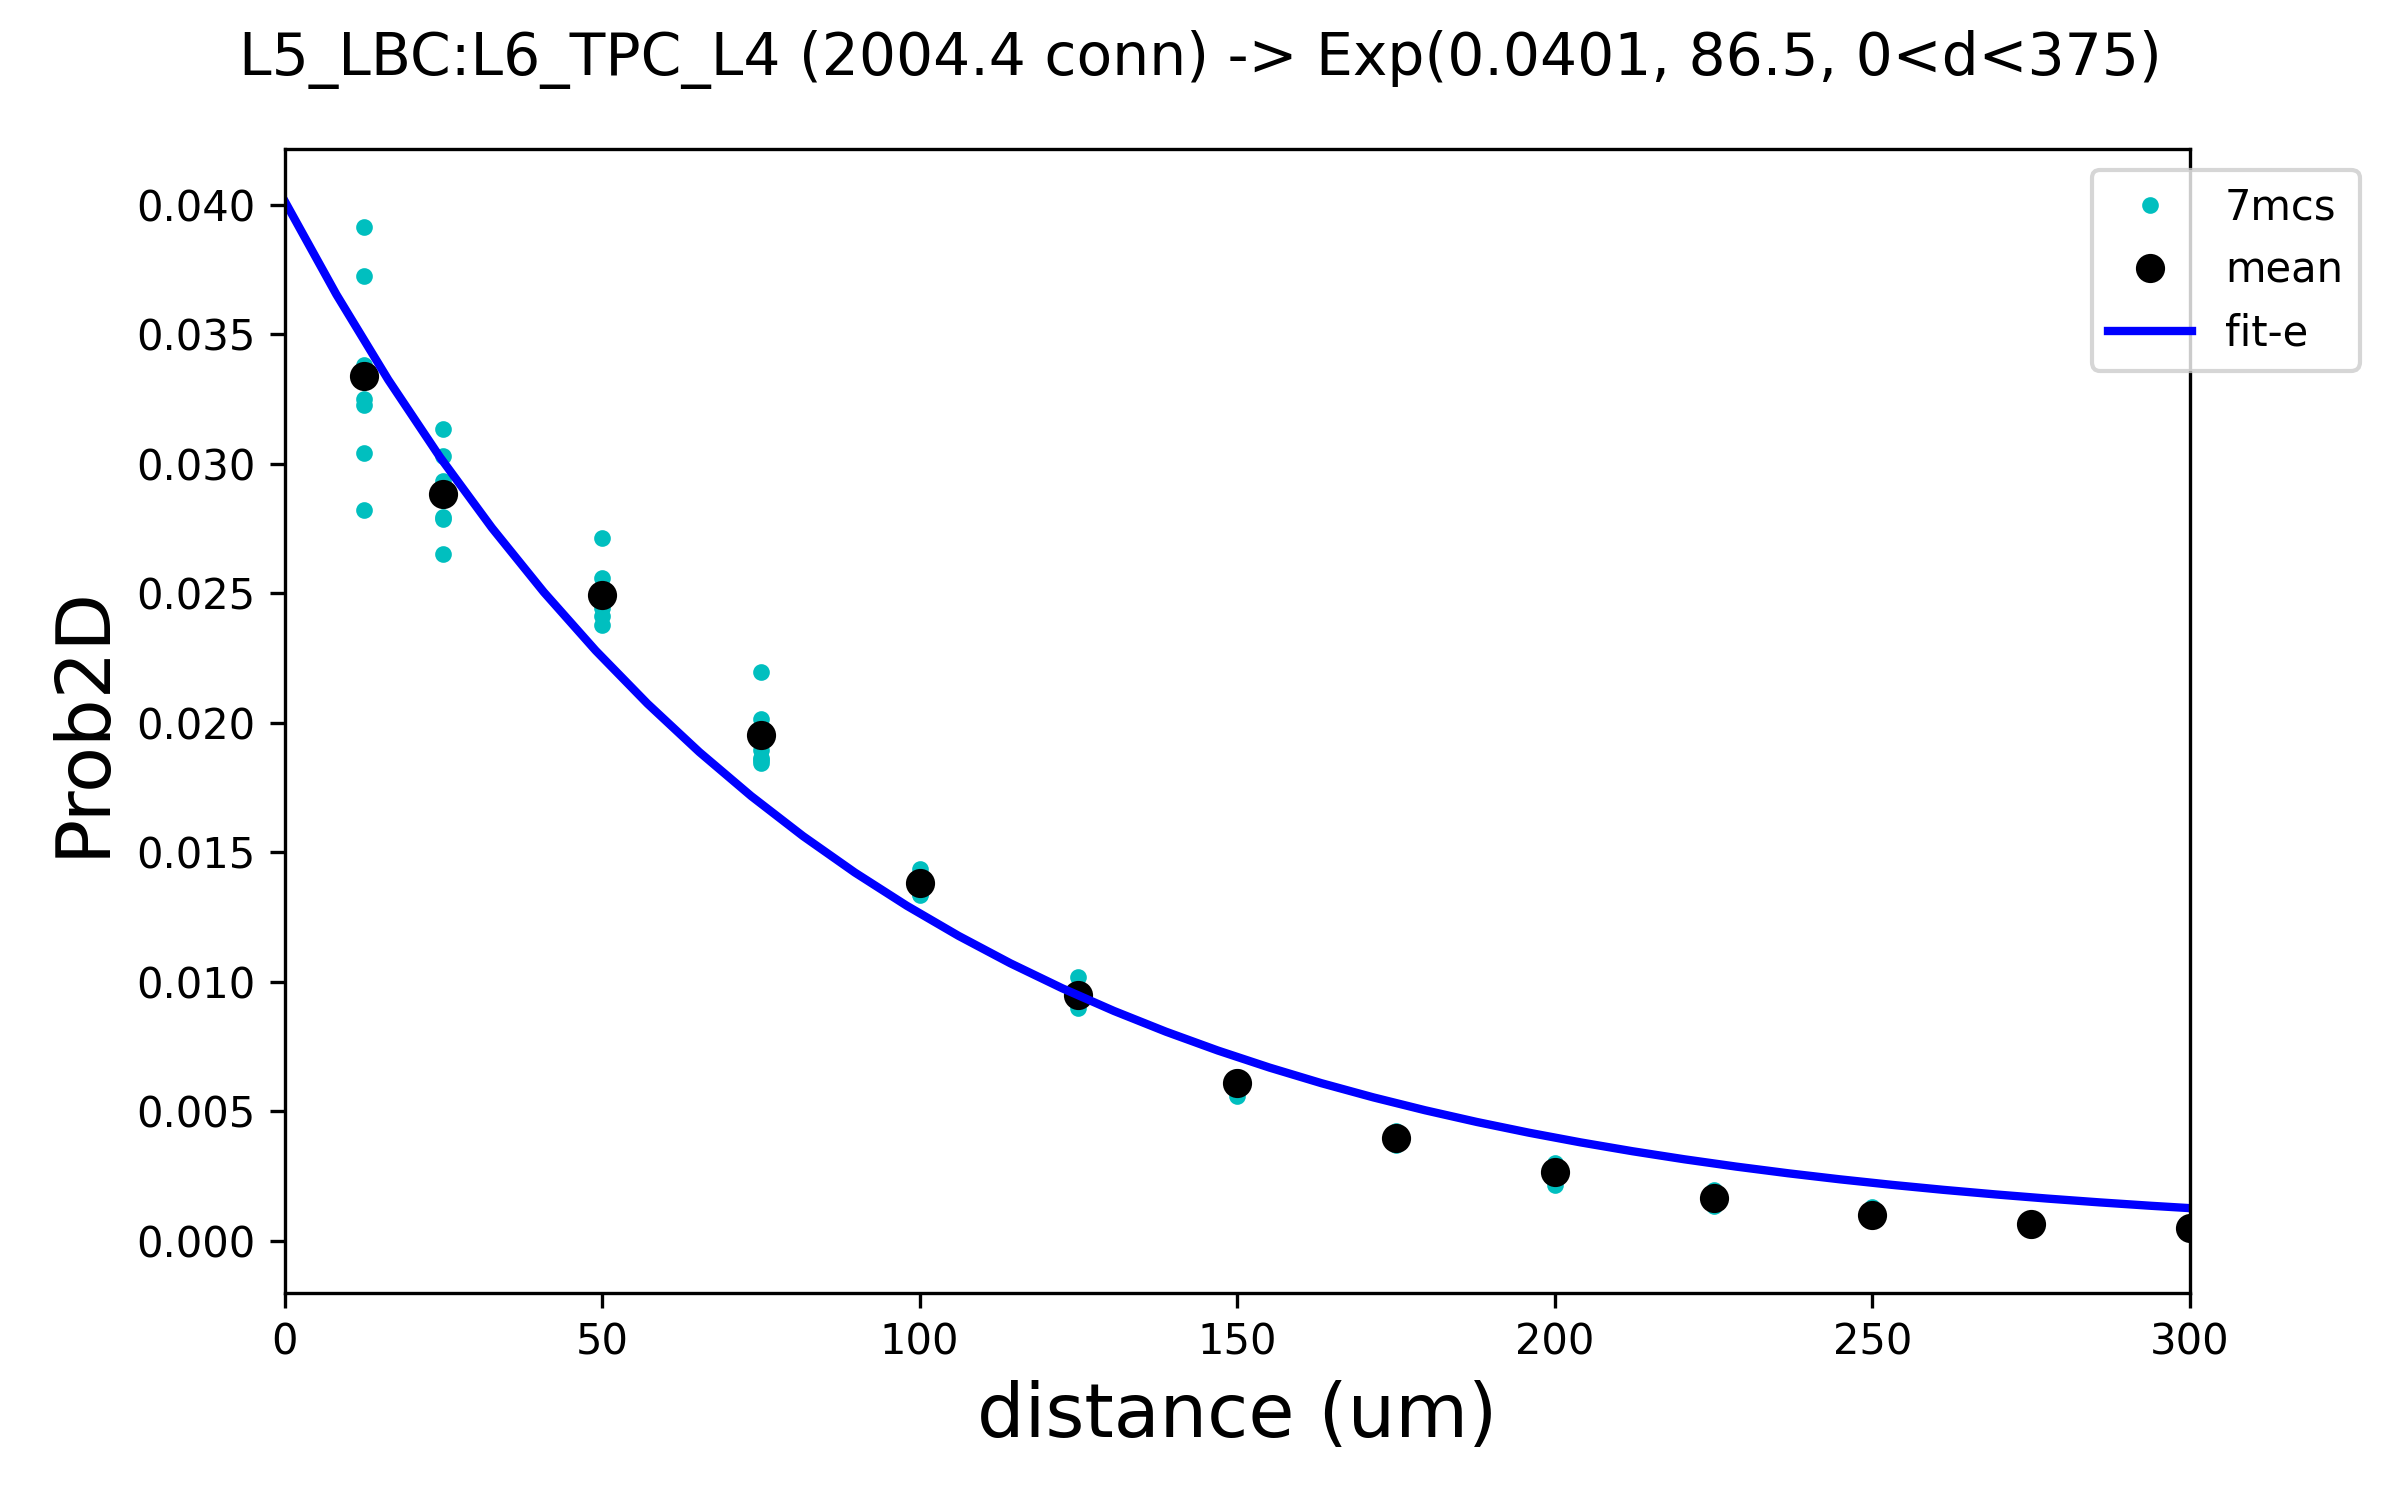 L5_LBC:L6_TPC_L4 (2004.4 conn) -> Exp(0.0401, 86.5, 0<d<375)
7mcs
mean
fit-e
Prob2D
0.040
0.035
0.030
0.025
0.020
0.015
0.010
0.005
0.000
0 50 100 150 200 250 300
distance (um)